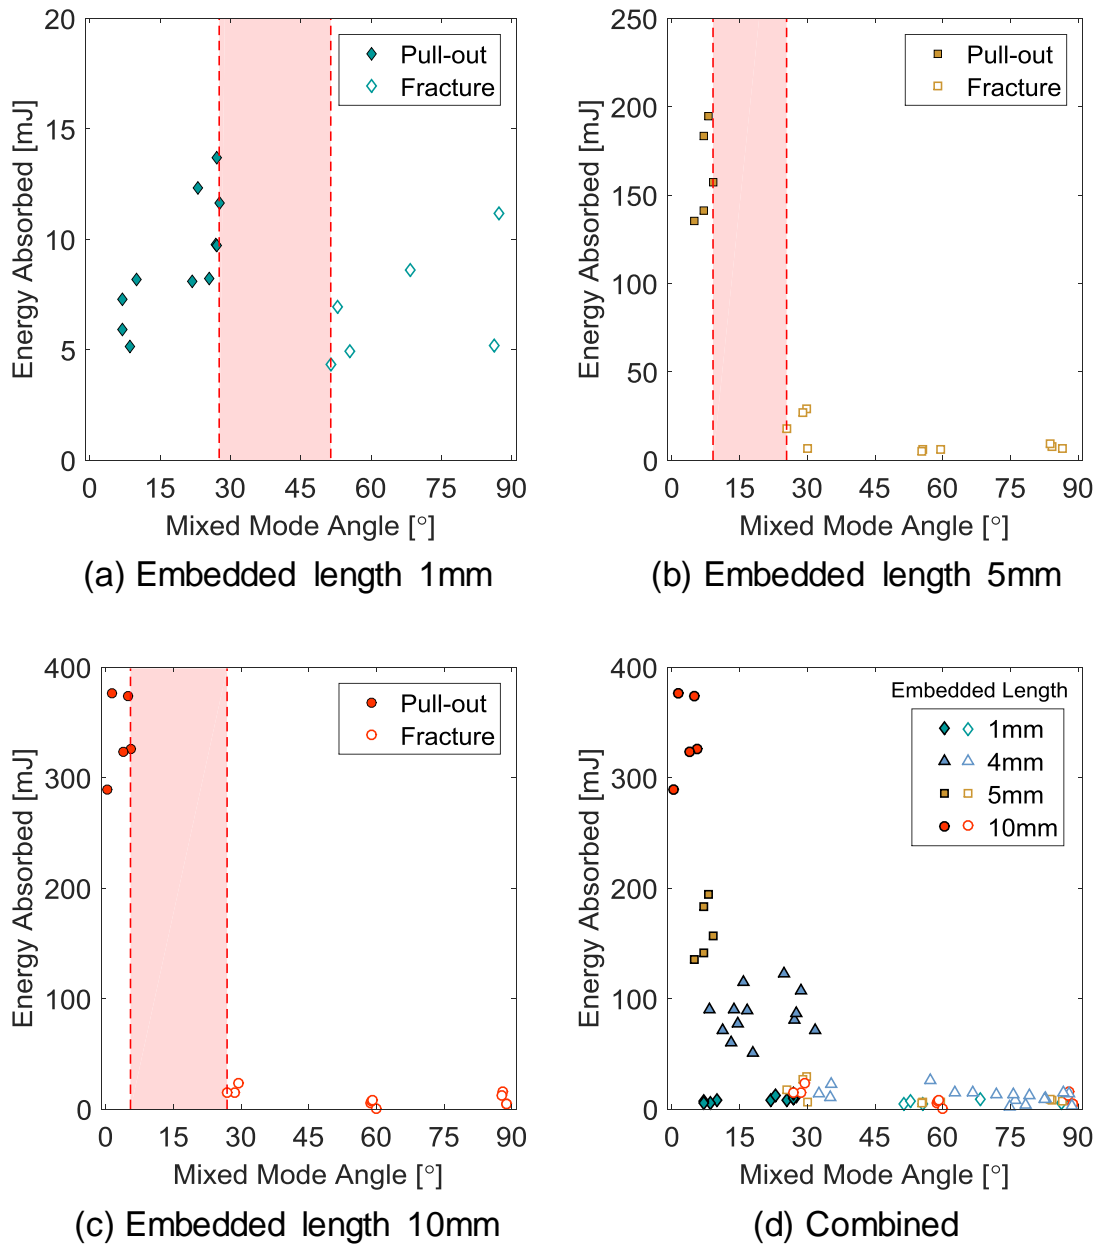 20
15
10
5
0
Energy Absorbed [mJ]
Pull-out
Fracture
0 15 30 45 60 75 90
Mixed Mode Angle [°]
(a) Embedded length 1mm
250
200
150
100
50
0
Energy Absorbed [mJ]
Pull-out
Fracture
0 15 30 45 60 75 90
Mixed Mode Angle [°]
(b) Embedded length 5mm
400
300
200
100
0
Energy Absorbed [mJ]
Pull-out
Fracture
0 15 30 45 60 75 90
Mixed Mode Angle [°]
(c) Embedded length 10mm
400
300
200
100
0
Energy Absorbed [mJ]
Embedded Length
1mm
4mm
5mm
10mm
0 15 30 45 60 75 90
Mixed Mode Angle [°]
(d) Combined